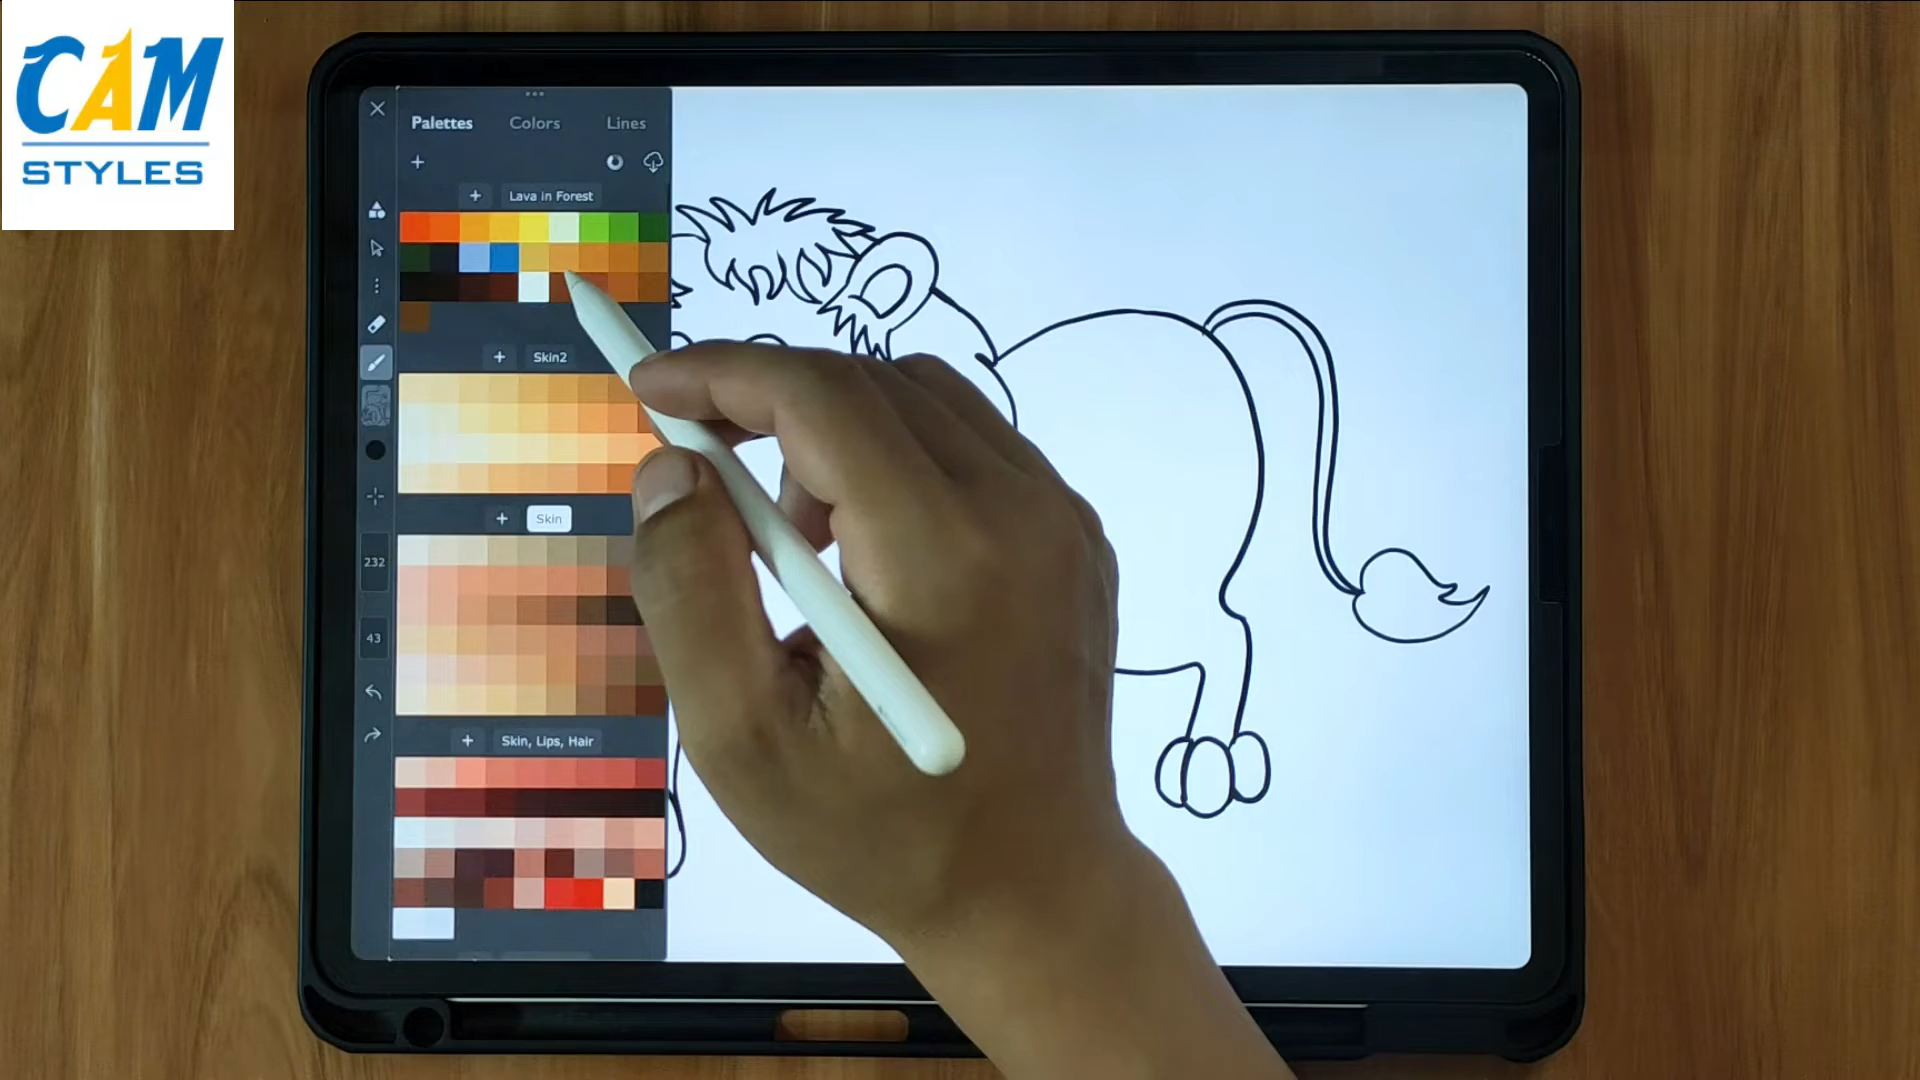 CAM
STYLES
Palettes Colors Lines
Lava in Forest
Skin2
Skin
232
43
Skin, Lips, Hair